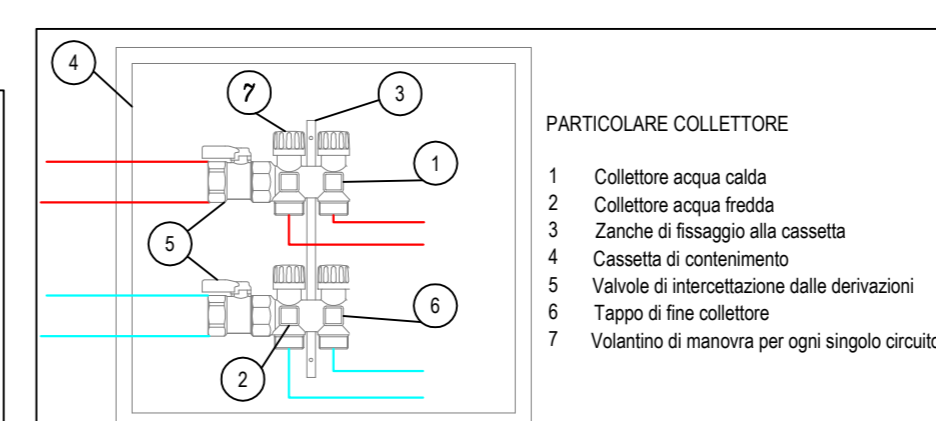 4
7
3
1
5
6
2
PARTICOLARE COLLETTORE
1 Collettore acqua calda
2 Collettore acqua fredda
3 Zanche di fissaggio alla cassetta
4 Cassetta di contenimento
5 Valvole di intercettazione dalle derivazioni
6 Tappo di fine collettore
7 Volantino di manovra per ogni singolo circuito